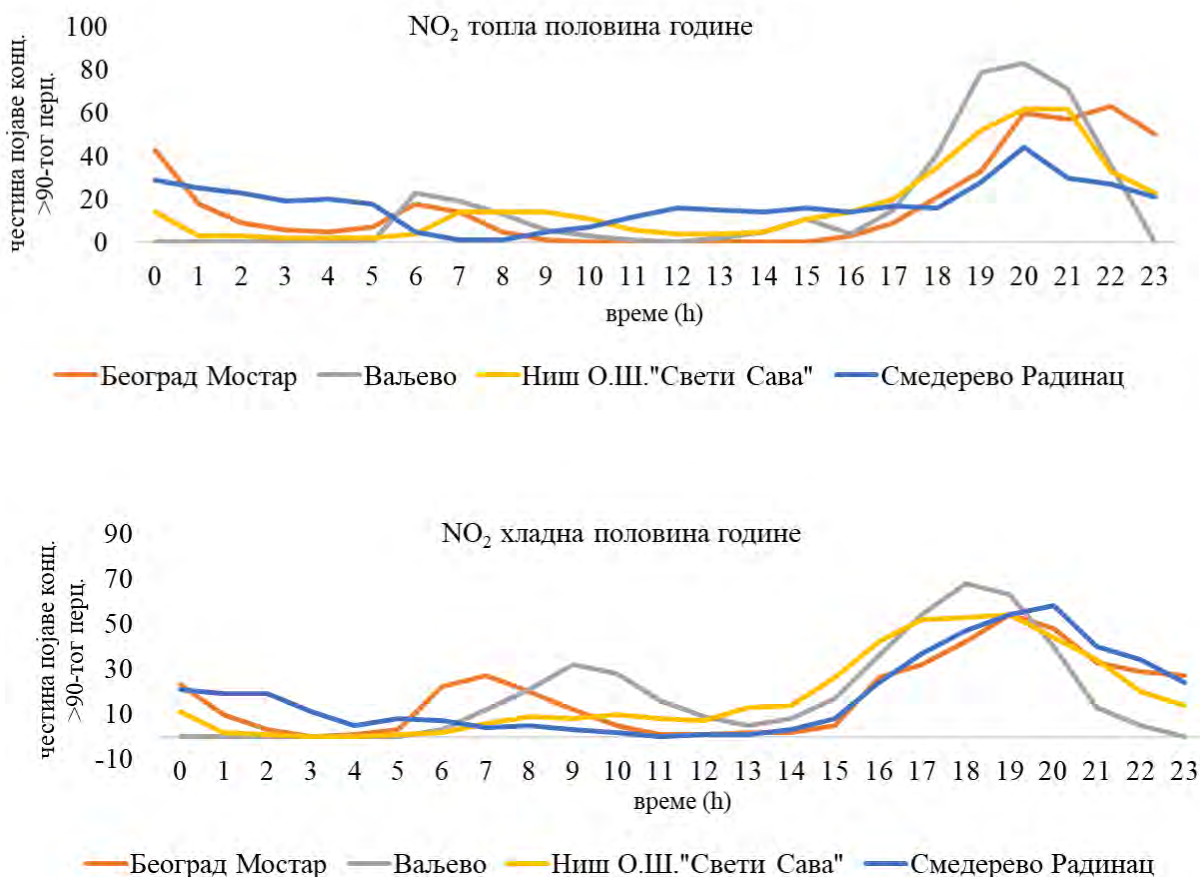 NO₂ топла половина године
честина појаве конц.
>90-тог перц.
100
80
60
40
20
0
0 1 2 3 4 5 6 7 8 9 10 11 12 13 14 15 16 17 18 19 20 21 22 23
време (h)
Београд Мостар Ваљево Ниш О.Ш."Свети Сава" Смедерево Радинац
NO₂ хладна половина године
честина појаве конц.
>90-тог перц.
90
70
50
30
10
-10
0 1 2 3 4 5 6 7 8 9 10 11 12 13 14 15 16 17 18 19 20 21 22 23
време (h)
Београд Мостар Ваљево Ниш О.Ш."Свети Сава" Смедерево Радинац